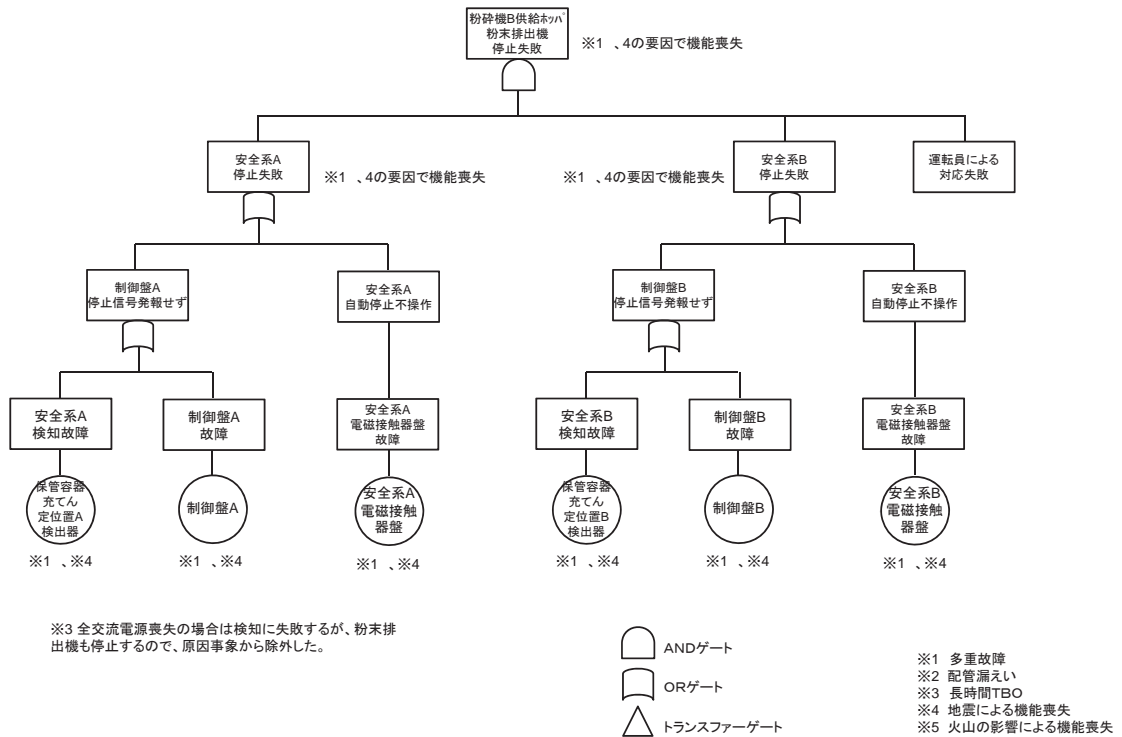 粉砕機B供給ホッパ
粉末排出機
停止失敗
※1 、4の要因で機能喪失
安全系A
停止失敗
※1 、4の要因で機能喪失
※1 、4の要因で機能喪失
安全系B
停止失敗
運転員による
対応失敗
制御盤A
停止信号発報せず
安全系A
自動停止不操作
制御盤B
停止信号発報せず
安全系B
自動停止不操作
安全系A
検知故障
制御盤A
故障
安全系A
電磁接触器盤
故障
安全系B
検知故障
制御盤B
故障
安全系B
電磁接触器盤
故障
保管容器
充てん
定位置A
検出器
制御盤A
安全系A
電磁接触
器盤
保管容器
充てん
定位置B
検出器
制御盤B
安全系B
電磁接触
器盤
※1 、※4
※1 、※4
※1 、※4
※1 、※4
※1 、※4
※1 、※4
※3 全交流電源喪失の場合は検知に失敗するが、粉末排
出機も停止するので、原因事象から除外した。
ANDゲート
ORゲート
トランスファーゲート
※1 多重故障
※2 配管漏えい
※3 長時間TBO
※4 地震による機能喪失
※5 火山の影響による機能喪失